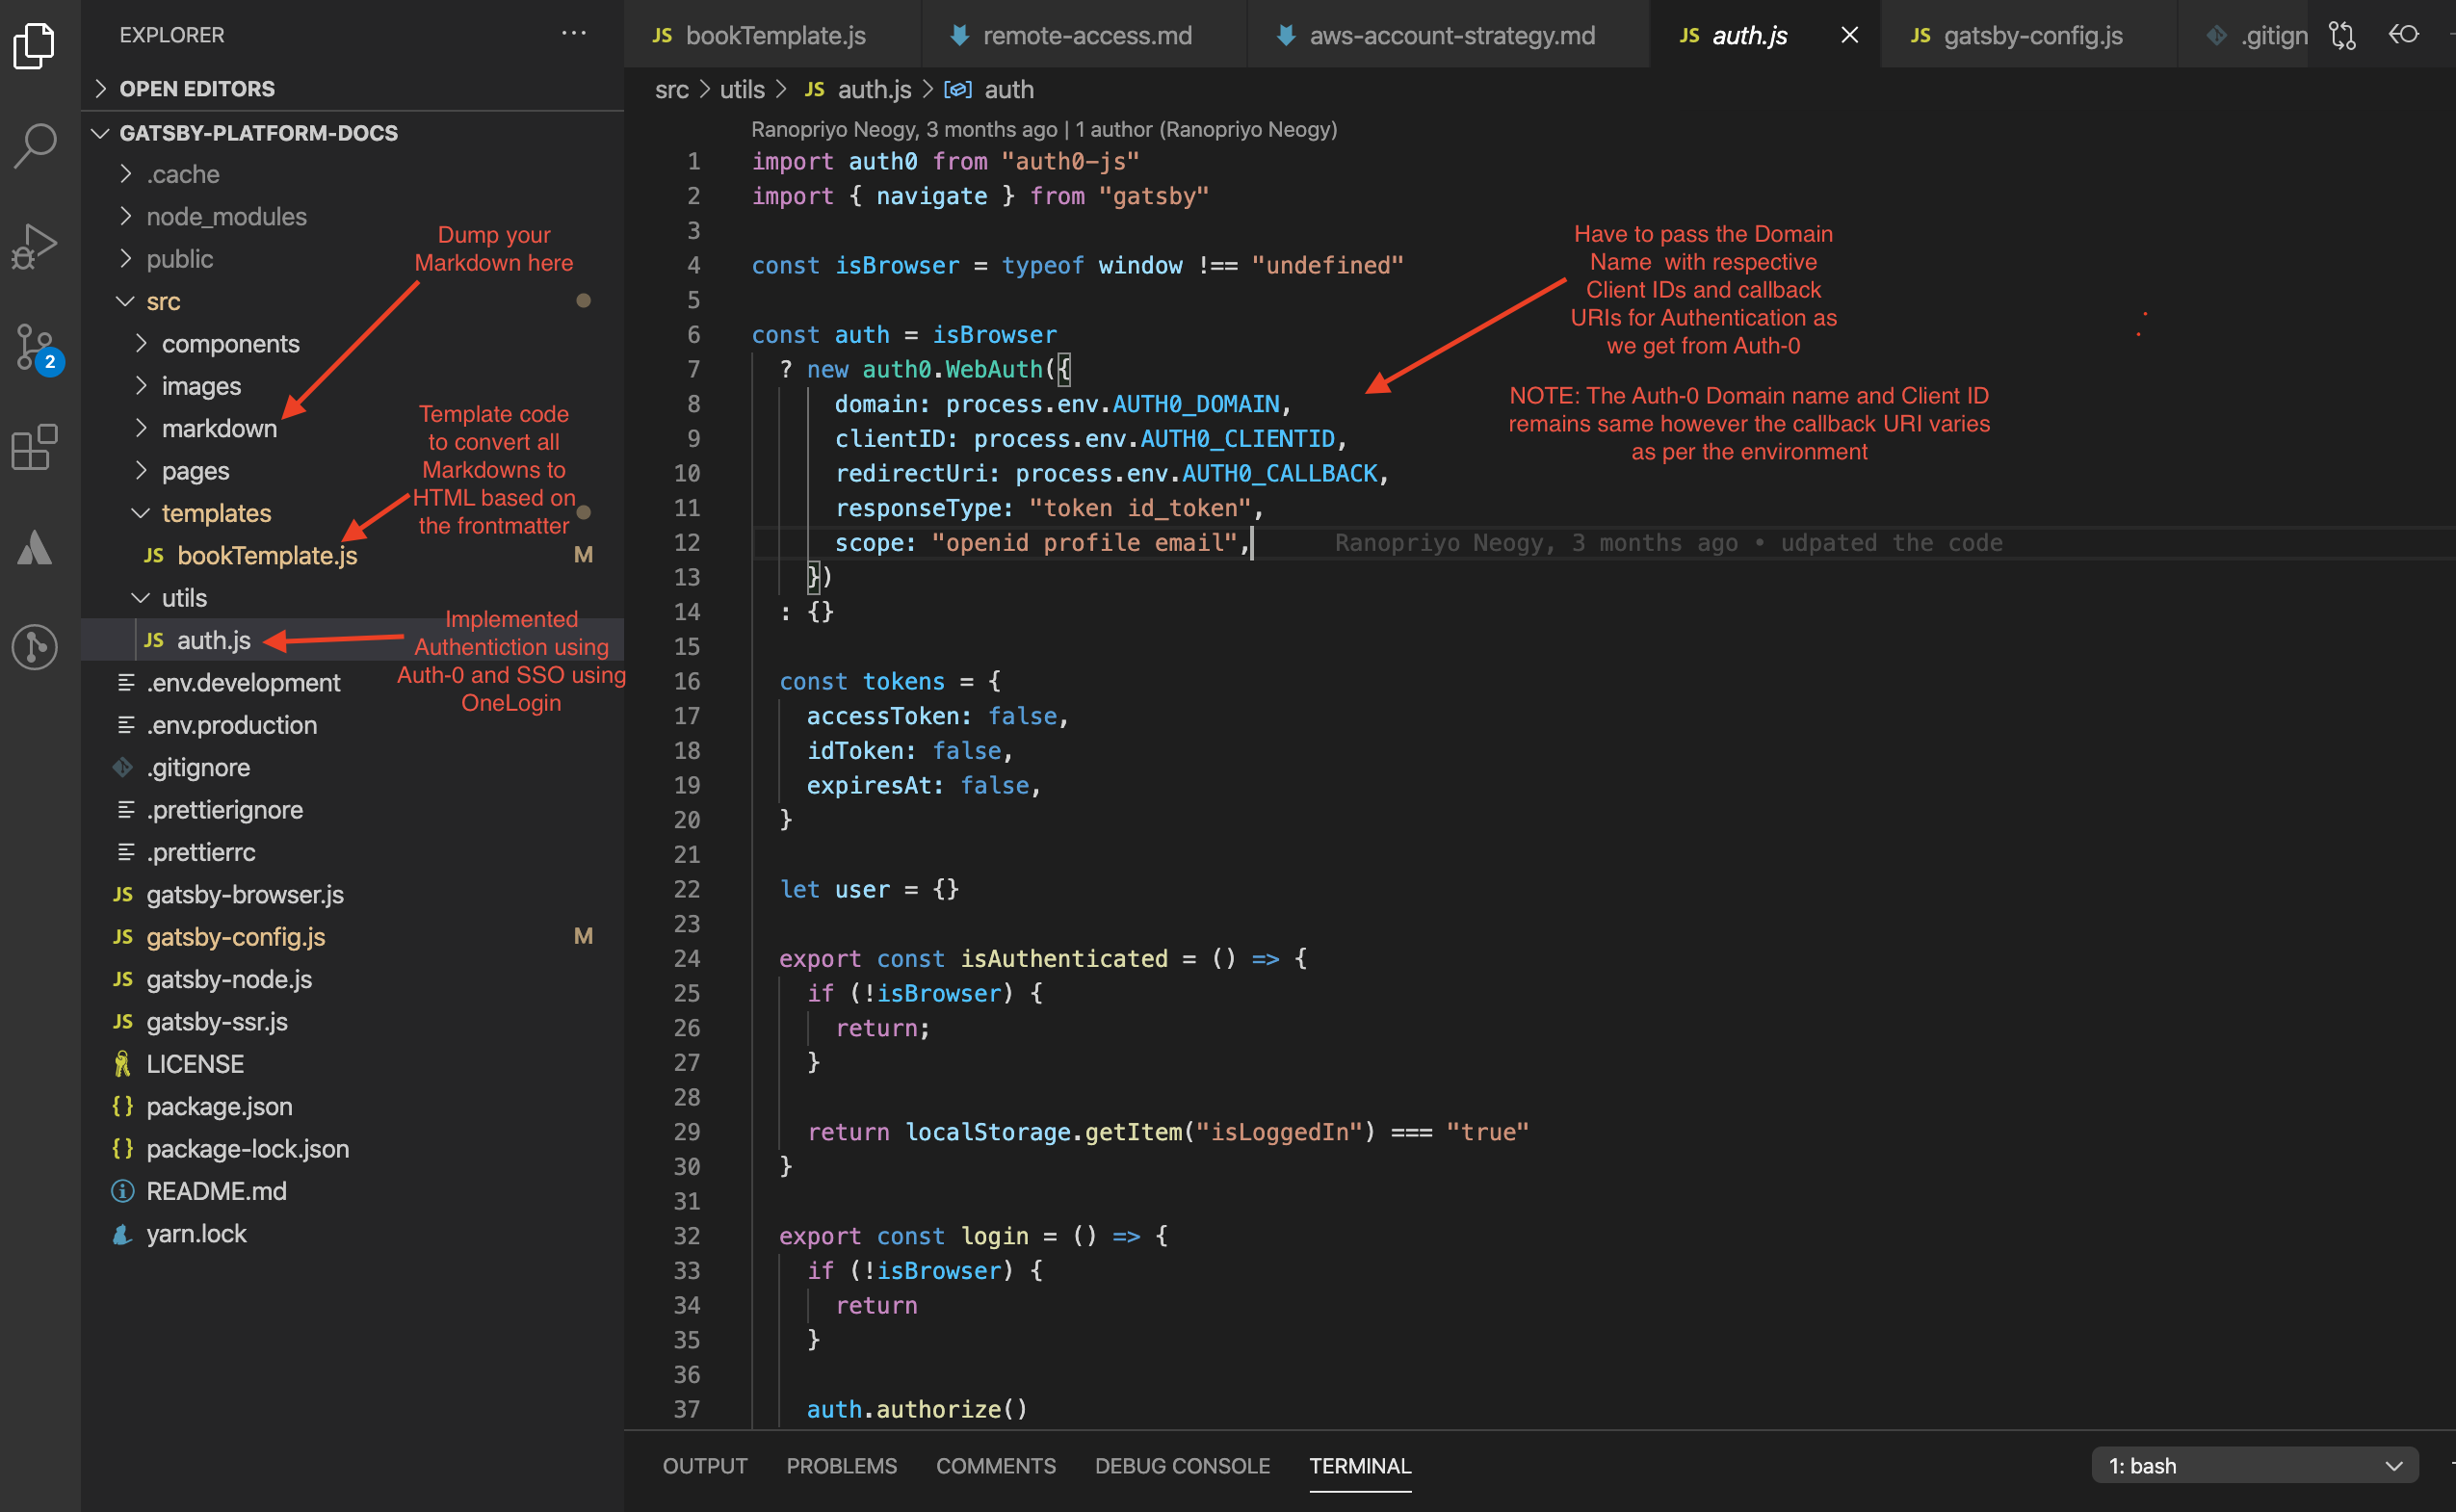 EXPLORER
OPEN EDITORS
GATSBY-PLATFORM-DOCS
.cache
node_modules
public
src
components
images
markdown
pages
templates
JS bookTemplate.js M
utils
JS auth.js
.env.development
.env.production
.gitignore
.prettierignore
.prettierrc
JS gatsby-browser.js
JS gatsby-config.js M
JS gatsby-node.js
JS gatsby-ssr.js
LICENSE
{} package.json
{} package-lock.json
README.md
yarn.lock
2
Dump your
Markdown here
Template code
to convert all
Markdowns to
HTML based on
the frontmatter
Implemented
Authentiction using
Auth-0 and SSO using
OneLogin
JS bookTemplate.js
remote-access.md
aws-account-strategy.md
JS auth.js
JS gatsby-config.js
.gitign
src > utils > JS auth.js > auth
Ranopriyo Neogy, 3 months ago | 1 author (Ranopriyo Neogy)
1 import auth0 from "auth0-js"
2 import { navigate } from "gatsby"
3
4 const isBrowser = typeof window !== "undefined"
5
6 const auth = isBrowser
7 ? new auth0.WebAuth({
8 domain: process.env.AUTH0_DOMAIN,
9 clientID: process.env.AUTH0_CLIENTID,
10 redirectUri: process.env.AUTH0_CALLBACK,
11 responseType: "token id_token",
12 scope: "openid profile email", Ranopriyo Neogy, 3 months ago • udpated the code
13 })
14 : {}
15
16 const tokens = {
17 accessToken: false,
18 idToken: false,
19 expiresAt: false,
20 }
21
22 let user = {}
23
24 export const isAuthenticated = () => {
25 if (!isBrowser) {
26 return;
27 }
28
29 return localStorage.getItem("isLoggedIn") === "true"
30 }
31
32 export const login = () => {
33 if (!isBrowser) {
34 return
35 }
36
37 auth.authorize()
Have to pass the Domain
Name with respective
Client IDs and callback
URIs for Authentication as
we get from Auth-0
NOTE: The Auth-0 Domain name and Client ID
remains same however the callback URI varies
as per the environment
OUTPUT PROBLEMS COMMENTS DEBUG CONSOLE TERMINAL 1: bash